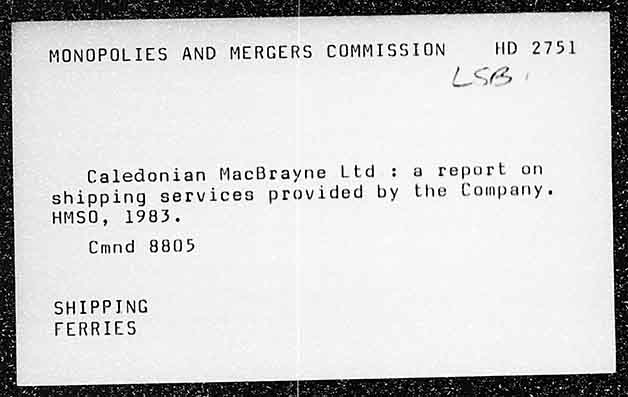 MONOPOLIES AND MERGERS COMMISSION HD 2751
LSB
Caledonian MacBrayne Ltd : a report on
shipping services provided by the Company.
HMSO, 1983.
Cmnd 8805
SHIPPING
FERRIES